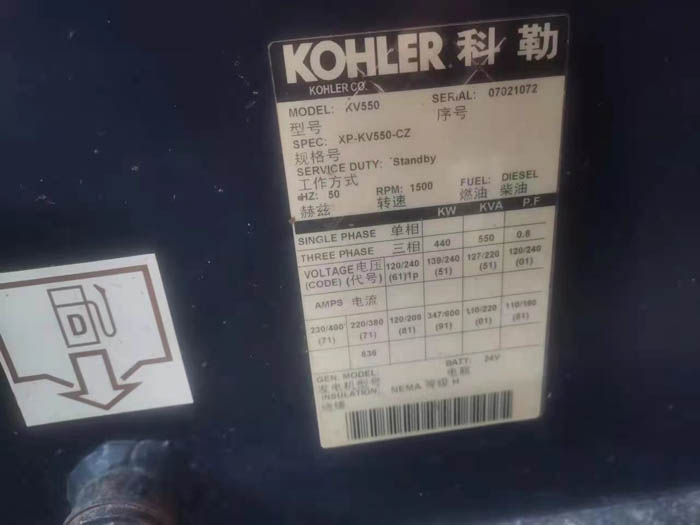 KOHLER 科勒
KOHLER CO.
MODEL: KV550 SERIAL: 07021072
型号 序号
SPEC: XP-KV550-CZ
规格号
SERVICE DUTY: Standby
工作方式
HZ: 50 RPM: 1500 FUEL: DIESEL
赫兹 转速 燃油 柴油
KW KVA P.F
SINGLE PHASE 单相
THREE PHASE 三相 440 550 0.8
VOLTAGE 电压 120/240 139/240 127/220 120/240
(CODE) (代号) (61)1p (51) (51) (01)
AMPS 电流
230/400 220/380 120/208 347/600 110/220 110/190
(71) (71) (81) (91) (01) (81)
836
GEN. MODEL BATT: 24V
发电机型号 电瓶
INSULATION: NEMA 等级 H
绝缘
D